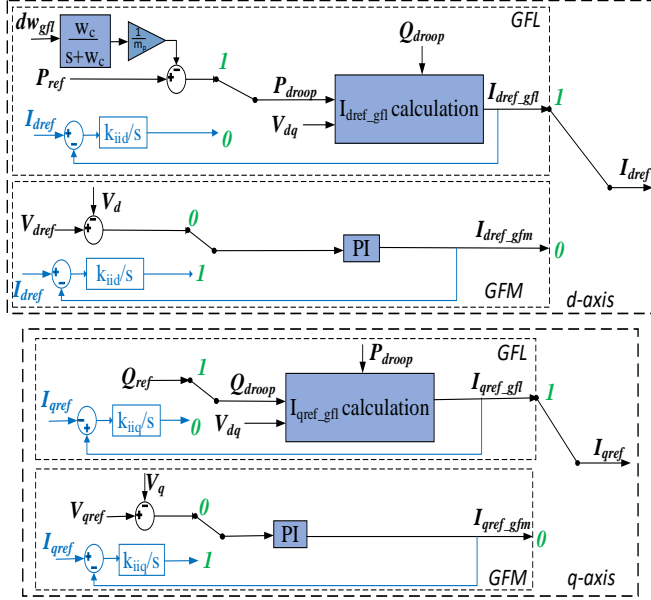 dw_gfl
w_c
s+w_c
1
m_p
GFL
Q_droop
P_ref
+
−
1
P_droop
I_dref_gfl calculation
I_dref_gfl
1
V_dq
I_dref
+
−
k_iid/s
0
I_dref
V_d
V_dref
+
−
0
PI
I_dref_gfm
0
I_dref
+
−
k_iid/s
1
GFM
d-axis
P_droop
GFL
Q_ref
1
Q_droop
I_qref_gfl calculation
I_qref_gfl
1
V_dq
I_qref
−
+
k_iiq/s
0
I_qref
V_q
V_qref
+
−
0
PI
I_qref_gfm
0
I_qref
+
−
k_iiq/s
1
GFM
q-axis